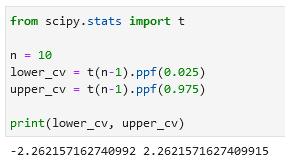 from scipy.stats import t
n = 10
lower_cv = t(n-1).ppf(0.025)
upper_cv = t(n-1).ppf(0.975)
print(lower_cv, upper_cv)
-2.262157162740992 2.2621571627409915